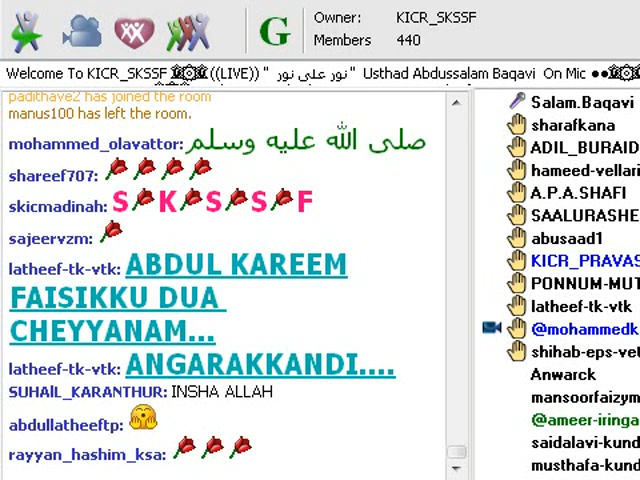 G
Owner: KICR_SKSSF
Members 440
Welcome To KICR_SKSSF ((LIVE)) " نور على نور " Usthad Abdussalam Baqavi On Mic ●●
padithave2 has joined the room
manus100 has left the room.
mohammed_olavattor: صلى الله عليه وسلم
shareef707:
skicmadinah: S K S S F
sajeervzm:
latheef-tk-vtk: ABDUL KAREEM
FAISIKKU DUA
CHEYYANAM...
latheef-tk-vtk: ANGARAKKANDI....
SUHAIL_KARANTHUR: INSHA ALLAH
abdullatheeftp:
rayyan_hashim_ksa:
Salam.Baqavi
sharafkana
ADIL_BURAID
hameed-vellari
A.P.A.SHAFI
SAALURASHE
abusaad1
KICR_PRAVAS
PONNUM-MUT
latheef-tk-vtk
@mohammedk
shihab-eps-vet
Anwarck
mansoorfaizym
@ameer-iringa
saidalavi-kund
musthafa-kund